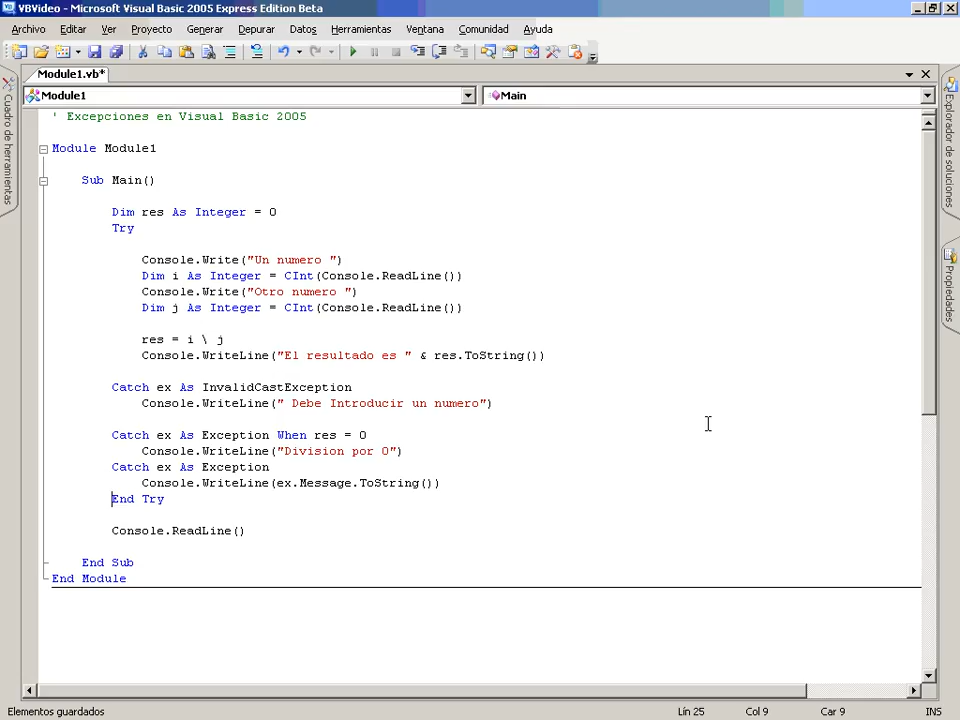 VBVideo - Microsoft Visual Basic 2005 Express Edition Beta
Archivo Editar Ver Proyecto Generar Depurar Datos Herramientas Ventana Comunidad Ayuda
Module1.vb*
Module1 Main
Cuadro de herramientas
Explorador de soluciones
Propiedades
' Excepciones en Visual Basic 2005
Module Module1
Sub Main()
Dim res As Integer = 0
Try
Console.Write("Un numero ")
Dim i As Integer = CInt(Console.ReadLine())
Console.Write("Otro numero ")
Dim j As Integer = CInt(Console.ReadLine())
res = i \ j
Console.WriteLine("El resultado es " & res.ToString())
Catch ex As InvalidCastException
Console.WriteLine(" Debe Introducir un numero")
Catch ex As Exception When res = 0
Console.WriteLine("Division por 0")
Catch ex As Exception
Console.WriteLine(ex.Message.ToString())
End Try
Console.ReadLine()
End Sub
End Module
Elementos guardados Lín 25 Col 9 Car 9 INS